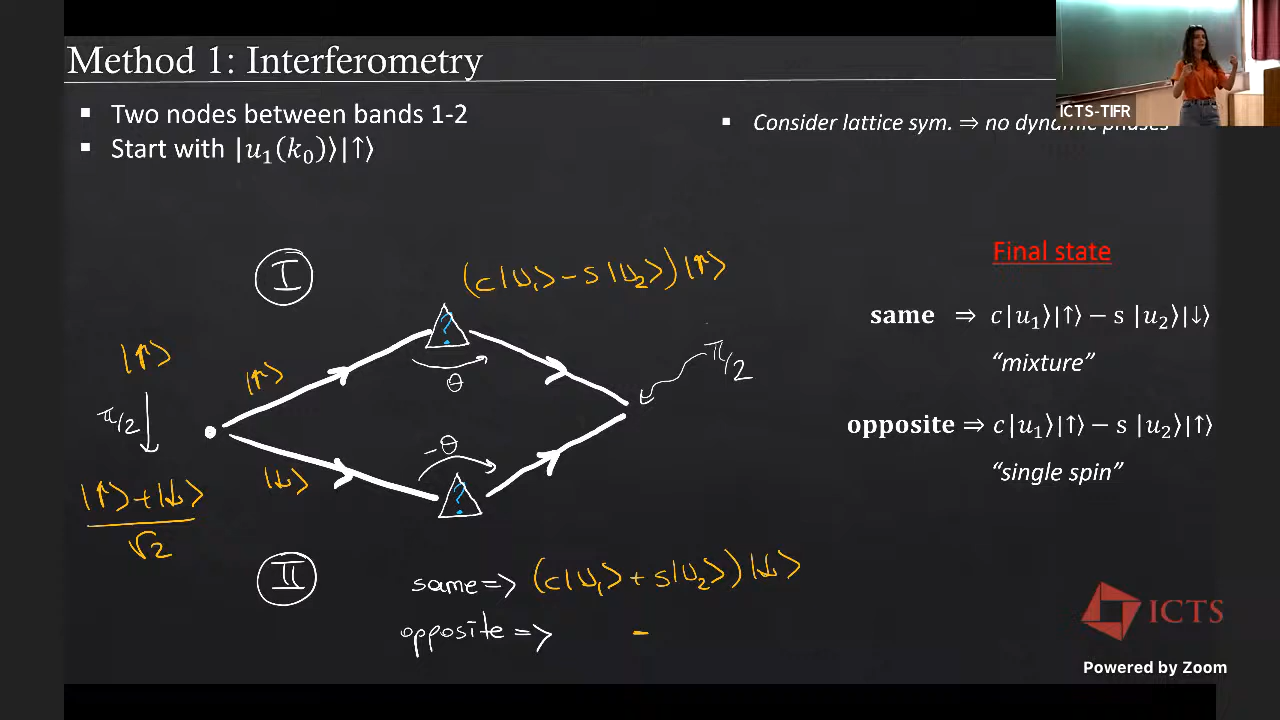 Method 1: Interferometry
ICTS-TIFR
▪ Two nodes between bands 1-2
▪ Start with |u₁(k₀)⟩|↑⟩
▪ Consider lattice sym. ⇒ no dynamic phases
I
(c|u₁⟩ - s|u₂⟩)|↑⟩
|↑⟩
π/2
|↑⟩+|↓⟩
√2
|↑⟩
?
θ
π/2
|↓⟩
-θ
?
II
same => (c|u₁⟩ + s|u₂⟩)|↓⟩
opposite => -
Final state
same ⇒ c|u₁⟩|↑⟩ − s |u₂⟩|↓⟩
“mixture”
opposite ⇒ c|u₁⟩|↑⟩ − s |u₂⟩|↑⟩
“single spin”
ICTS
Powered by Zoom